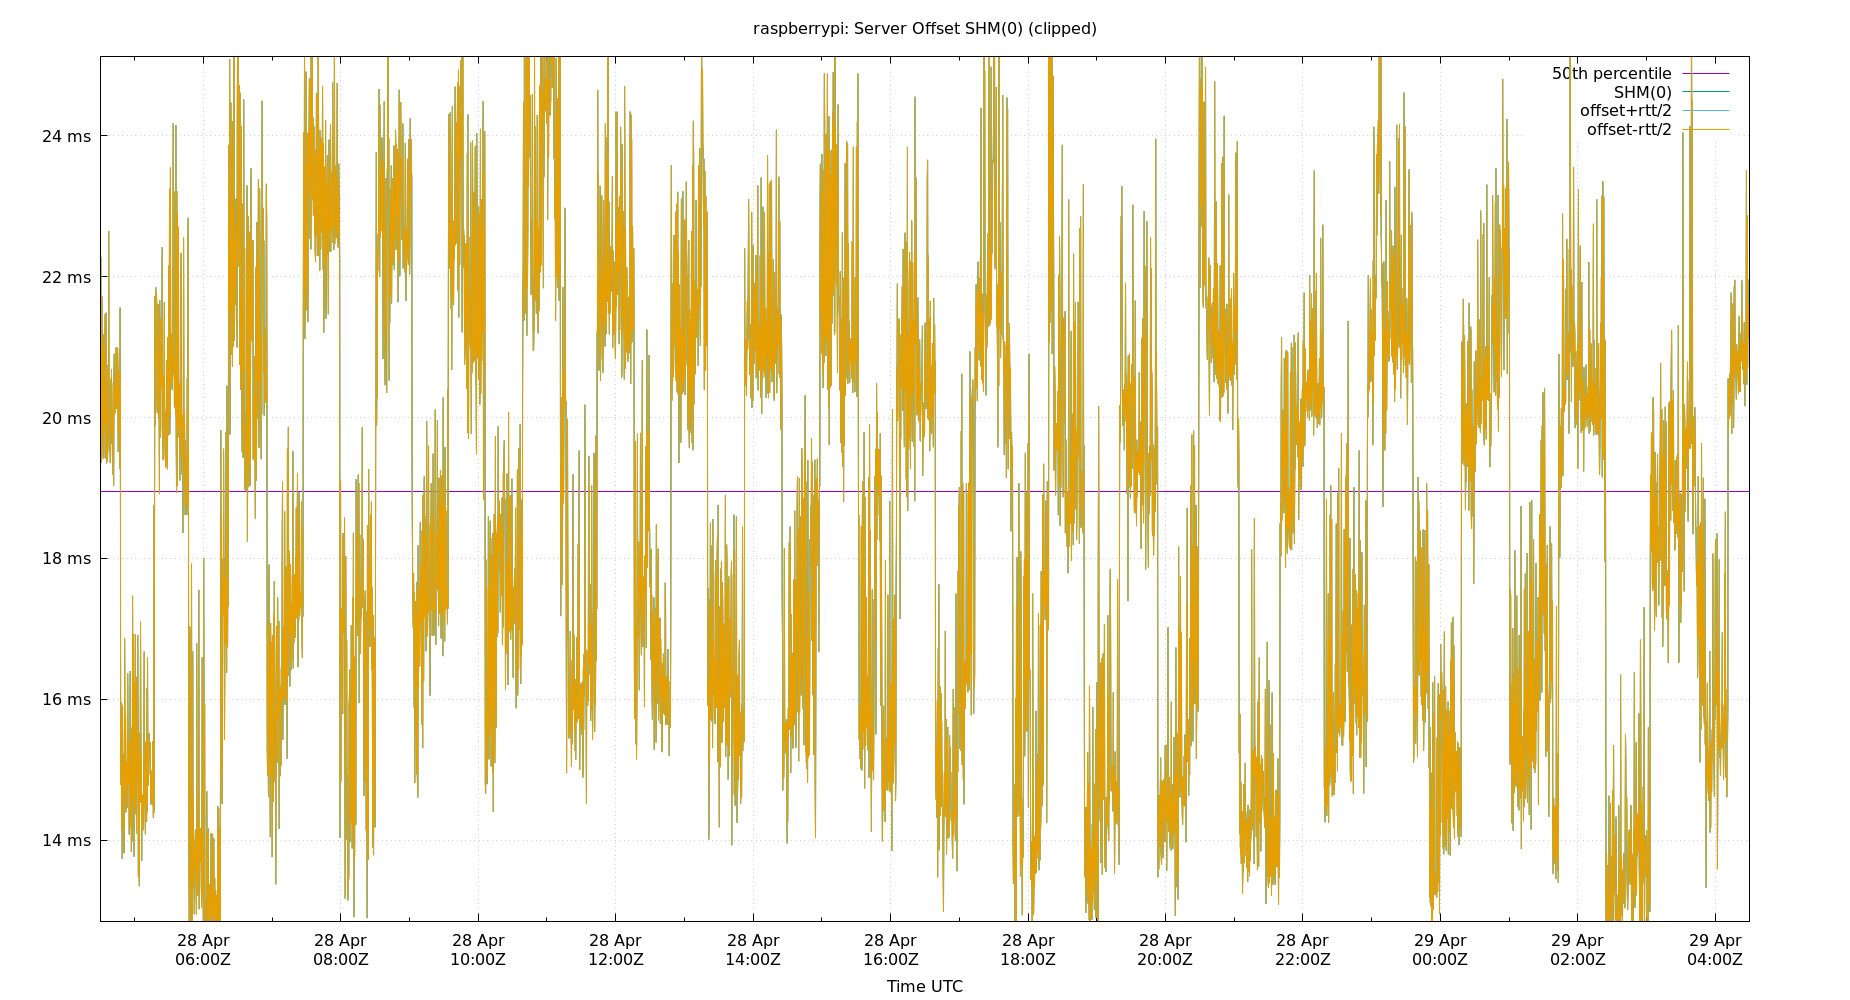 raspberrypi: Server Offset SHM(0) (clipped)
50th percentile
SHM(0)
offset+rtt/2
offset-rtt/2
24 ms
22 ms
20 ms
18 ms
16 ms
14 ms
28 Apr 28 Apr 28 Apr 28 Apr 28 Apr 28 Apr 28 Apr 28 Apr 28 Apr 29 Apr 29 Apr 29 Apr
06:00Z 08:00Z 10:00Z 12:00Z 14:00Z 16:00Z 18:00Z 20:00Z 22:00Z 00:00Z 02:00Z 04:00Z
Time UTC